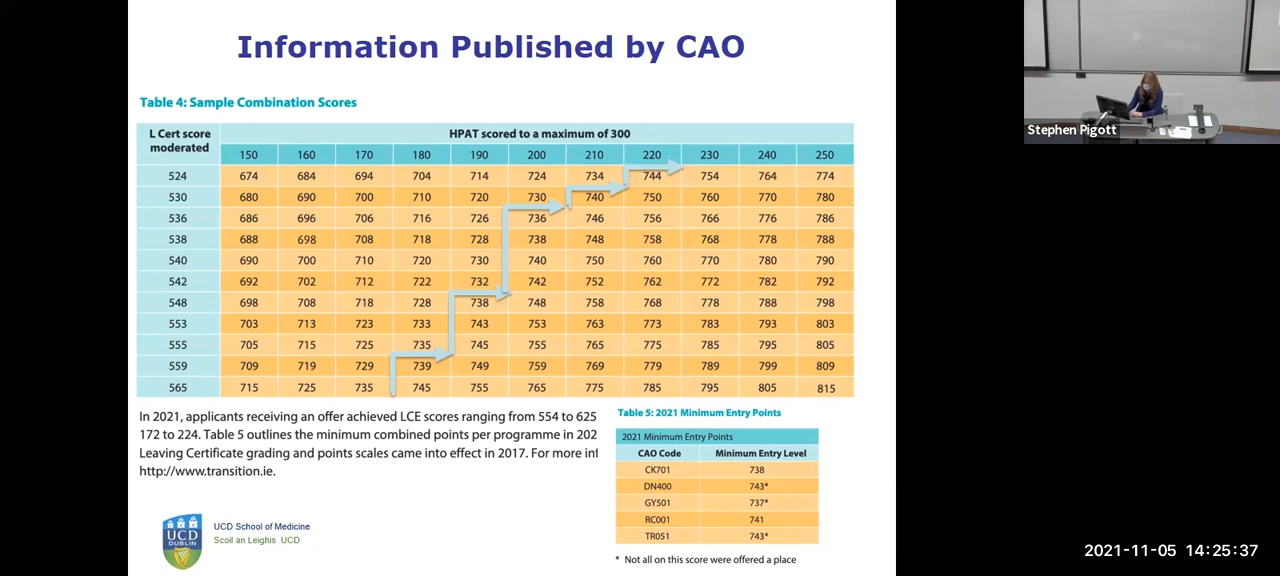 Information Published by CAO
Table 4: Sample Combination Scores
L Cert score moderated HPAT scored to a maximum of 300
150 160 170 180 190 200 210 220 230 240 250
524 674 684 694 704 714 724 734 744 754 764 774
530 680 690 700 710 720 730 740 750 760 770 780
536 686 696 706 716 726 736 746 756 766 776 786
538 688 698 708 718 728 738 748 758 768 778 788
540 690 700 710 720 730 740 750 760 770 780 790
542 692 702 712 722 732 742 752 762 772 782 792
548 698 708 718 728 738 748 758 768 778 788 798
553 703 713 723 733 743 753 763 773 783 793 803
555 705 715 725 735 745 755 765 775 785 795 805
559 709 719 729 739 749 759 769 779 789 799 809
565 715 725 735 745 755 765 775 785 795 805 815
In 2021, applicants receiving an offer achieved LCE scores ranging from 554 to 625
172 to 224. Table 5 outlines the minimum combined points per programme in 202
Leaving Certificate grading and points scales came into effect in 2017. For more inf
http://www.transition.ie.
Table 5: 2021 Minimum Entry Points
2021 Minimum Entry Points
CAO Code Minimum Entry Level
CK701 738
DN400 743*
GY501 737*
RC001 741
TR051 743*
* Not all on this score were offered a place
UCD
DUBLIN
UCD School of Medicine
Scoil an Leighis UCD
Stephen Pigott
2021-11-05 14:25:37